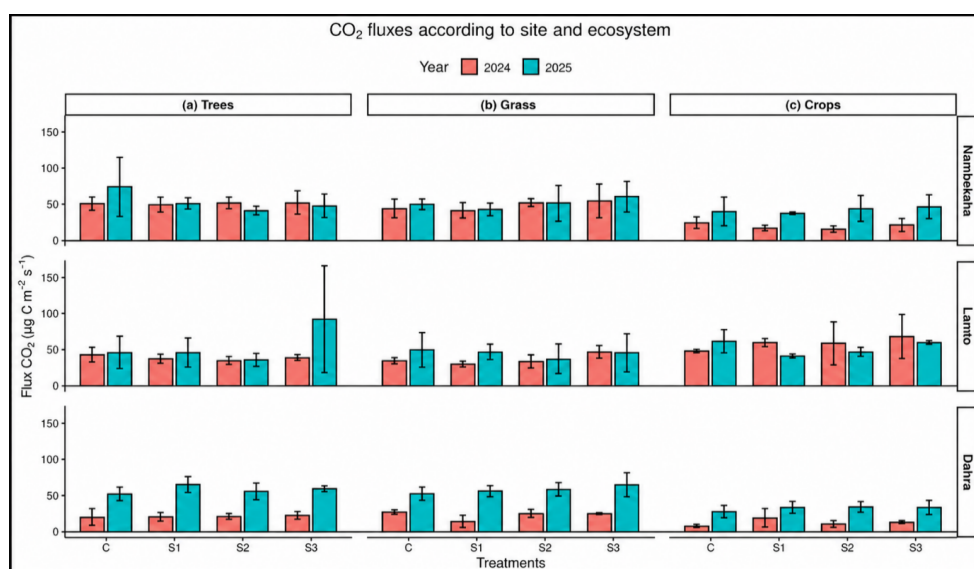 CO₂ fluxes according to site and ecosystem
Year 2024 2025
(a) Trees (b) Grass (c) Crops
150
100
50
0
Nambekaha
Flux CO₂ (µg C m⁻² s⁻¹)
150
100
50
0
Lamto
150
100
50
0
Dahra
C S1 S2 S3 C S1 S2 S3 C S1 S2 S3
Treatments